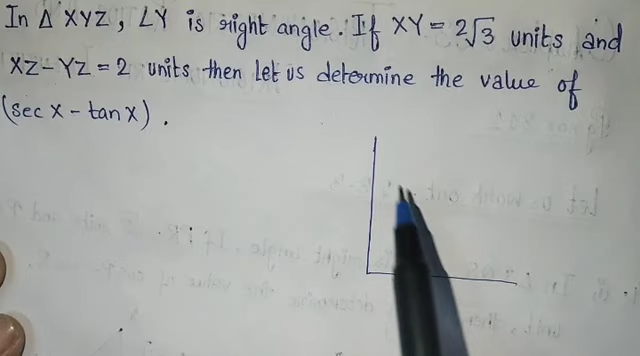 In Δ XYZ, ∠Y is right angle. If XY = 2√3 units and
XZ - YZ = 2 units then let us determine the value of
(sec X - tan X).